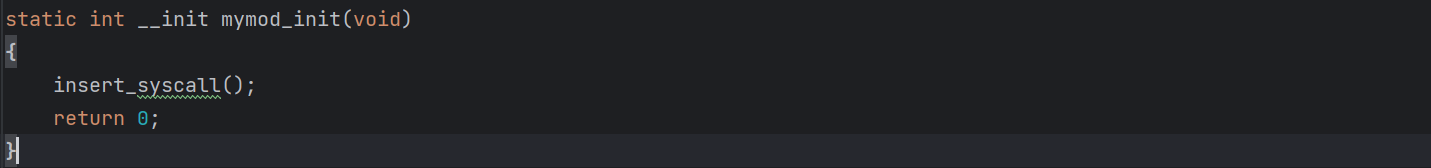 static int __init mymod_init(void)
{
    insert_syscall();
    return 0;
}